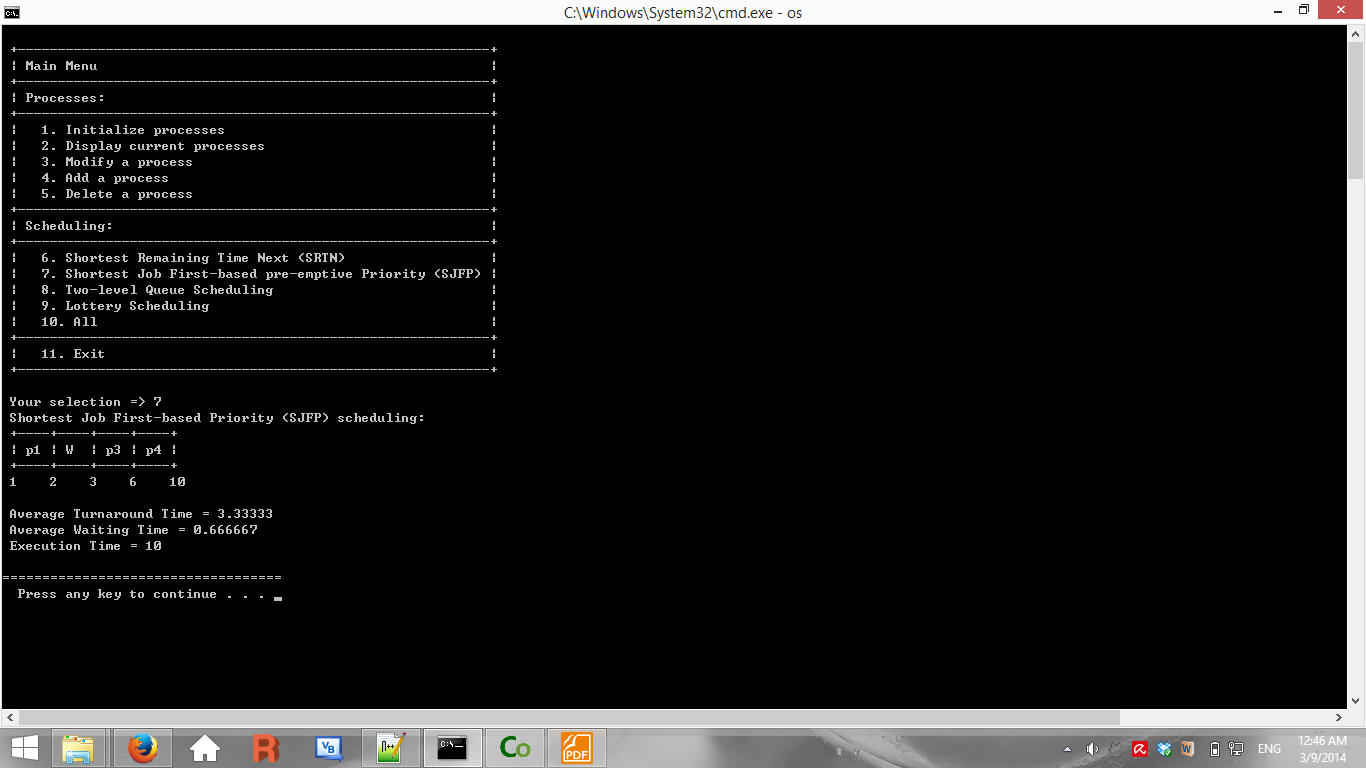 C:\Windows\System32\cmd.exe - os
+-----------------------------------------------------------+
¦ Main Menu ¦
+-----------------------------------------------------------+
¦ Processes: ¦
+-----------------------------------------------------------+
¦ 1. Initialize processes ¦
¦ 2. Display current processes ¦
¦ 3. Modify a process ¦
¦ 4. Add a process ¦
¦ 5. Delete a process ¦
+-----------------------------------------------------------+
¦ Scheduling: ¦
+-----------------------------------------------------------+
¦ 6. Shortest Remaining Time Next (SRTN) ¦
¦ 7. Shortest Job First-based pre-emptive Priority (SJFP) ¦
¦ 8. Two-level Queue Scheduling ¦
¦ 9. Lottery Scheduling ¦
¦ 10. All ¦
+-----------------------------------------------------------+
¦ 11. Exit ¦
+-----------------------------------------------------------+
Your selection => 7
Shortest Job First-based Priority (SJFP) scheduling:
+----+----+----+----+
¦ p1 ¦ W ¦ p3 ¦ p4 ¦
+----+----+----+----+
1 2 3 6 10
Average Turnaround Time = 3.33333
Average Waiting Time = 0.666667
Execution Time = 10
===================================
Press any key to continue . . . _
ENG
12:46 AM
3/9/2014